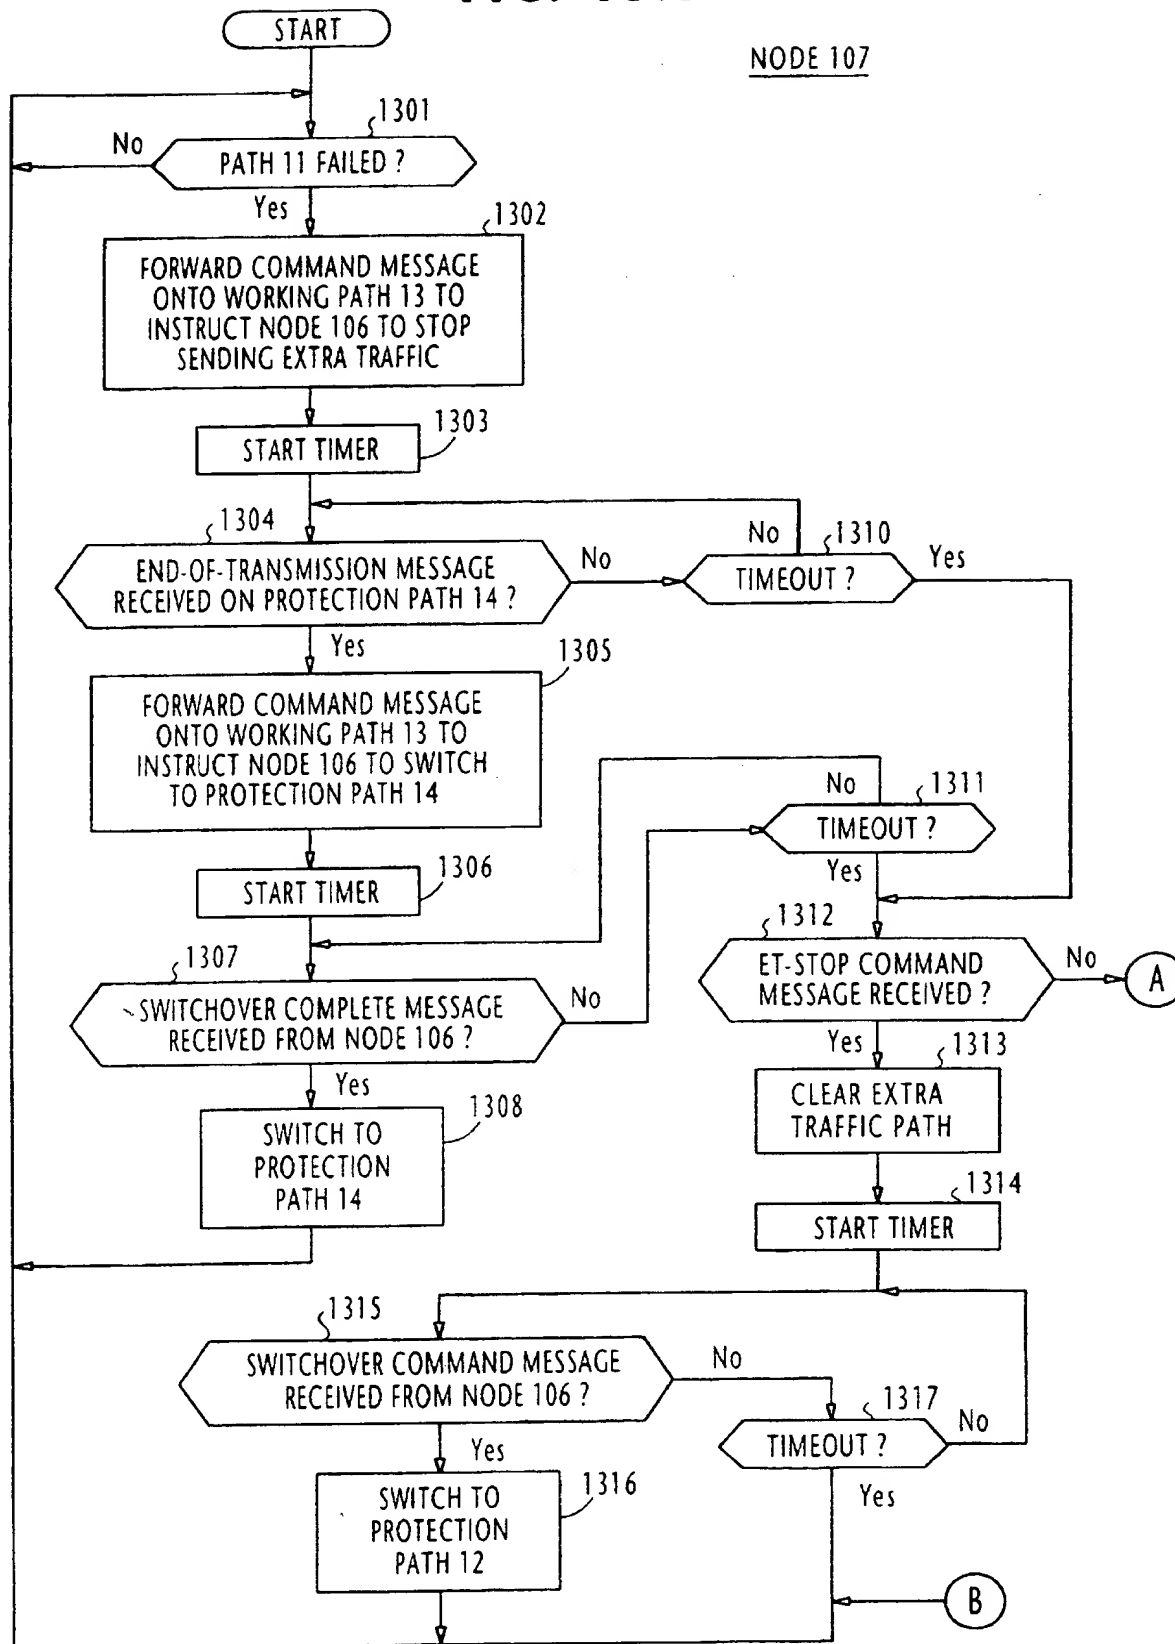 START
NODE 107
1301
No
PATH 11 FAILED ?
Yes
1302
FORWARD COMMAND MESSAGE
ONTO WORKING PATH 13 TO
INSTRUCT NODE 106 TO STOP
SENDING EXTRA TRAFFIC
1303
START TIMER
1304
END-OF-TRANSMISSION MESSAGE
RECEIVED ON PROTECTION PATH 14 ?
No
No
1310
TIMEOUT ?
Yes
Yes
1305
FORWARD COMMAND MESSAGE
ONTO WORKING PATH 13 TO
INSTRUCT NODE 106 TO SWITCH
TO PROTECTION PATH 14
No
1311
TIMEOUT ?
Yes
1306
START TIMER
1307
SWITCHOVER COMPLETE MESSAGE
RECEIVED FROM NODE 106 ?
No
1312
ET-STOP COMMAND
MESSAGE RECEIVED ?
No
A
Yes
1308
SWITCH TO
PROTECTION
PATH 14
Yes
1313
CLEAR EXTRA
TRAFFIC PATH
1314
START TIMER
1315
SWITCHOVER COMMAND MESSAGE
RECEIVED FROM NODE 106 ?
No
1317
TIMEOUT ?
No
Yes
Yes
1316
SWITCH TO
PROTECTION
PATH 12
B